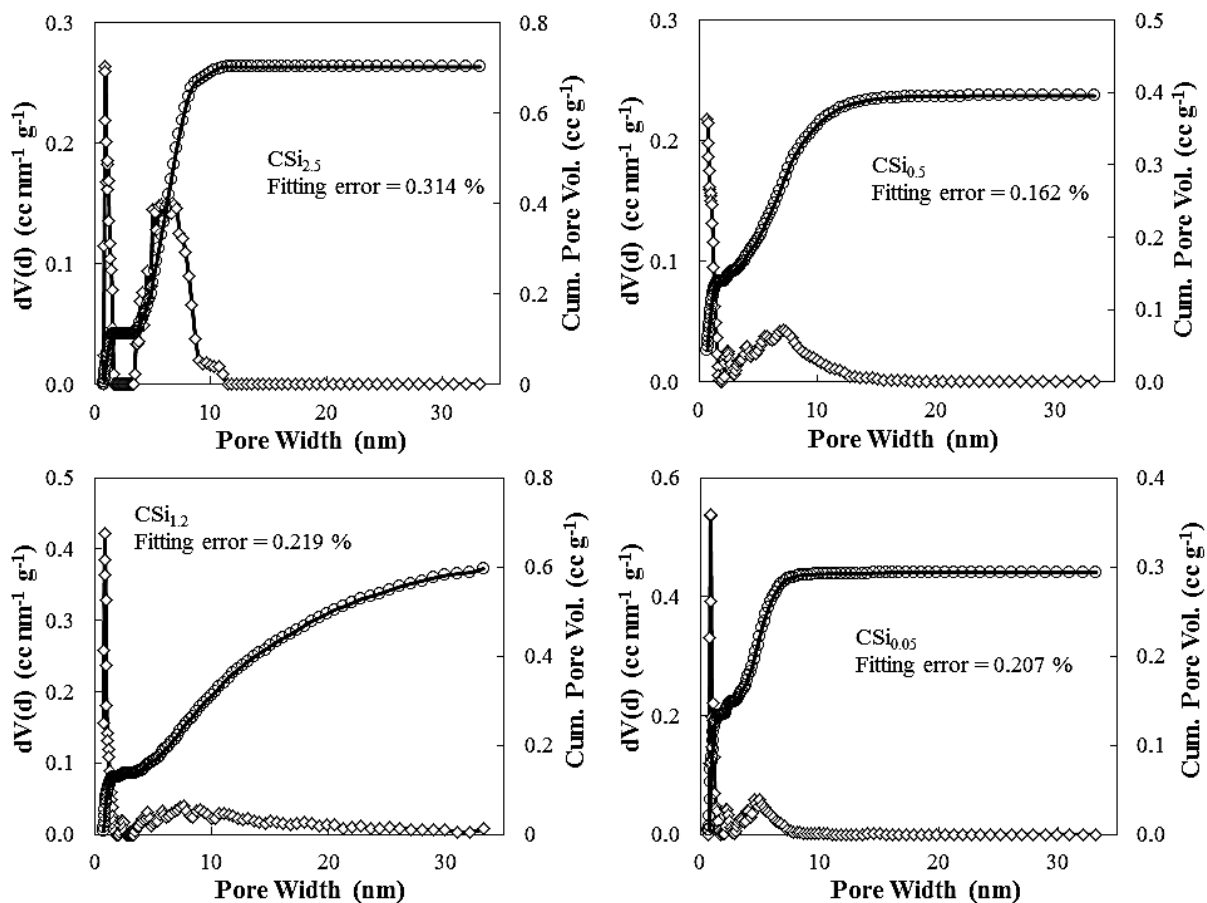 0.3
0.2
0.1
0.0
dV(d) (cc nm⁻¹ g⁻¹)
CSi₂.₅
Fitting error = 0.314 %
0.8
0.6
0.4
0.2
0
Cum. Pore Vol. (cc g⁻¹)
0 10 20 30
Pore Width (nm)
0.3
0.2
0.1
0.0
dV(d) (cc nm⁻¹ g⁻¹)
CSi₀.₅
Fitting error = 0.162 %
0.5
0.4
0.3
0.2
0.1
0.0
Cum. Pore Vol. (cc g⁻¹)
0 10 20 30
Pore Width (nm)
0.5
0.4
0.3
0.2
0.1
0.0
dV(d) (cc nm⁻¹ g⁻¹)
CSi₁.₂
Fitting error = 0.219 %
0.8
0.6
0.4
0.2
0
Cum. Pore Vol. (cc g⁻¹)
0 10 20 30
Pore Width (nm)
0.6
0.4
0.2
0.0
dV(d) (cc nm⁻¹ g⁻¹)
CSi₀.₀₅
Fitting error = 0.207 %
0.4
0.3
0.2
0.1
0.0
Cum. Pore Vol. (cc g⁻¹)
0 10 20 30
Pore Width (nm)